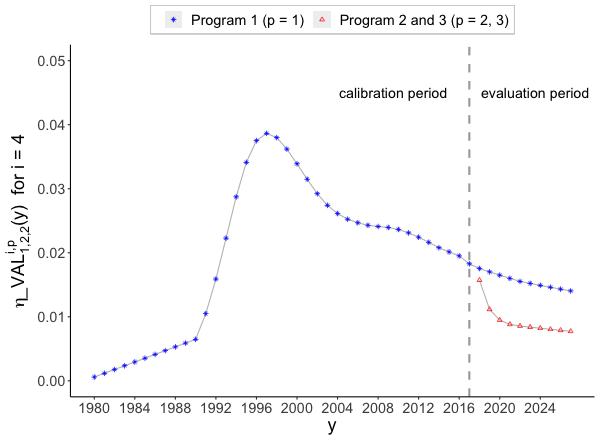 Program 1 (p = 1) Program 2 and 3 (p = 2, 3)
0.05
0.04
0.03
0.02
0.01
0.00
η_VAL^{i,p}_{1,2,2}(y) for i = 4
calibration period evaluation period
1980 1984 1988 1992 1996 2000 2004 2008 2012 2016 2020 2024
y